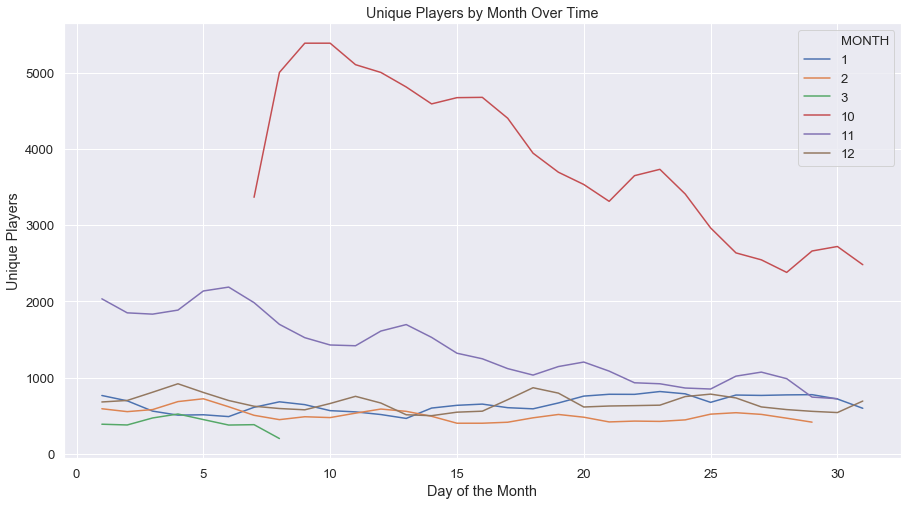 Unique Players by Month Over Time
MONTH
1
2
3
10
11
12
5000
4000
3000
2000
1000
0
Unique Players
0 5 10 15 20 25 30
Day of the Month